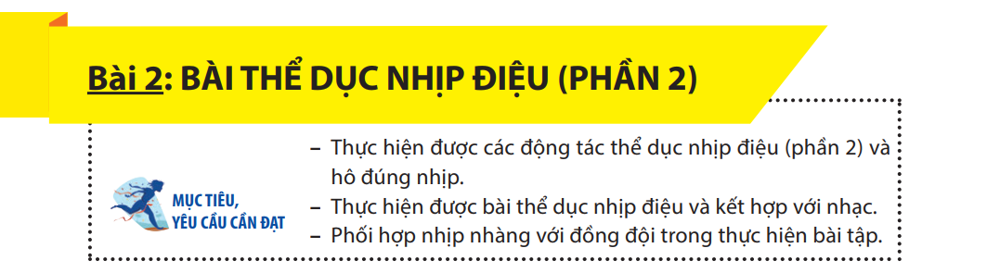 Bài 2: BÀI THỂ DỤC NHỊP ĐIỆU (PHẦN 2)
– Thực hiện được các động tác thể dục nhịp điệu (phần 2) và
hô đúng nhịp.
– Thực hiện được bài thể dục nhịp điệu và kết hợp với nhạc.
– Phối hợp nhịp nhàng với đồng đội trong thực hiện bài tập.
MỤC TIÊU,
YÊU CẦU CẦN ĐẠT